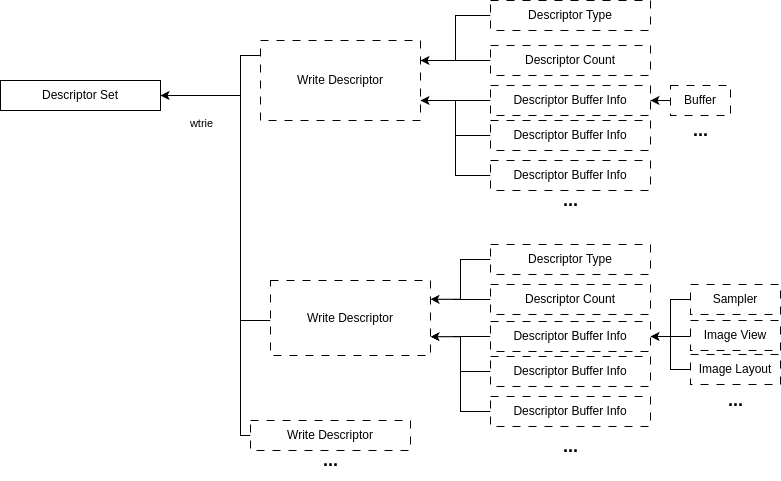 Descriptor Type
Descriptor Count
Write Descriptor
Descriptor Set
Descriptor Buffer Info
Buffer
wtrie
Descriptor Buffer Info
...
Descriptor Buffer Info
...
Descriptor Type
Descriptor Count
Sampler
Write Descriptor
Descriptor Buffer Info
Image View
Descriptor Buffer Info
Image Layout
Descriptor Buffer Info
...
Write Descriptor
...
...